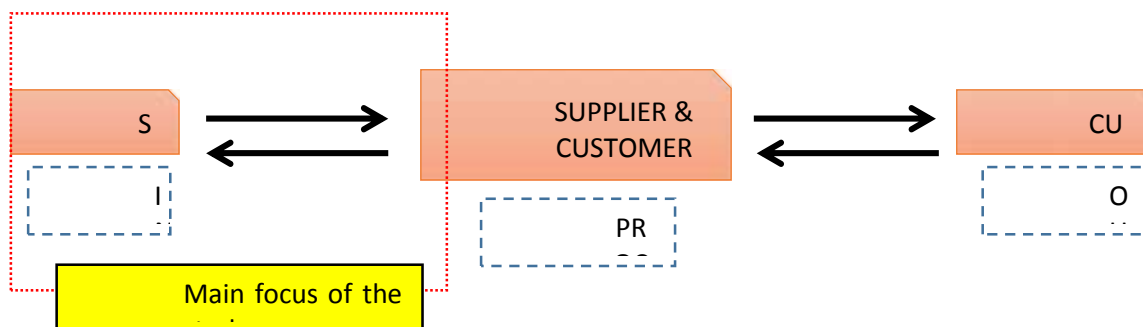 S
SUPPLIER &
CUSTOMER
CU
I
PR
O
Main focus of the